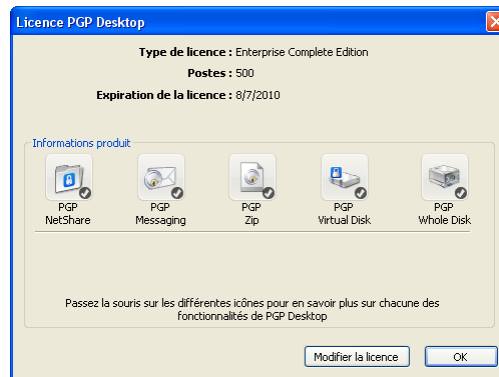 Licence PGP Desktop
Type de licence : Enterprise Complete Edition
Postes : 500
Expiration de la licence : 8/7/2010
Informations produit
PGP NetShare
PGP Messaging
PGP Zip
PGP Virtual Disk
PGP Whole Disk
Passez la souris sur les différentes icônes pour en savoir plus sur chacune des
fonctionnalités de PGP Desktop
Modifier la licence
OK